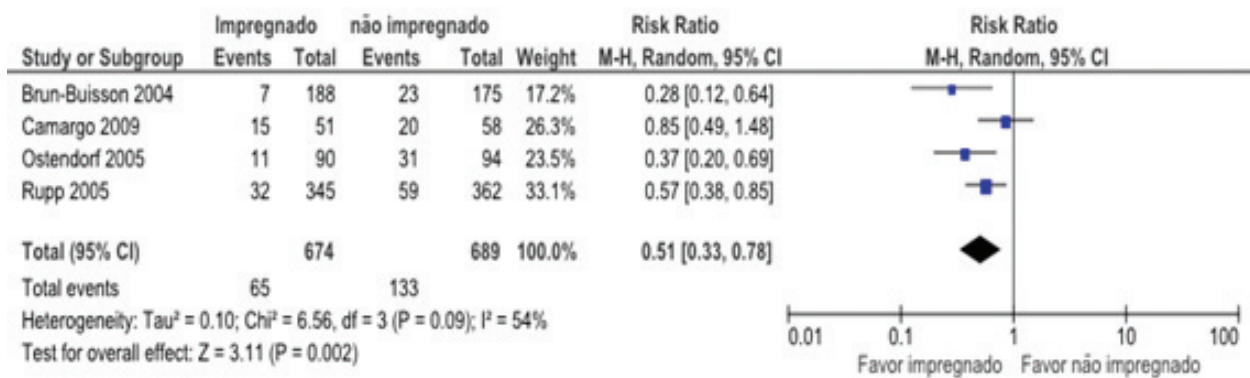 Impregnado não impregnado Risk Ratio Risk Ratio
Study or Subgroup Events Total Events Total Weight M-H, Random, 95% CI M-H, Random, 95% CI
Brun-Buisson 2004 7 188 23 175 17.2% 0.28 [0.12, 0.64]
Camargo 2009 15 51 20 58 26.3% 0.85 [0.49, 1.48]
Ostendorf 2005 11 90 31 94 23.5% 0.37 [0.20, 0.69]
Rupp 2005 32 345 59 362 33.1% 0.57 [0.38, 0.85]
Total (95% CI) 674 689 100.0% 0.51 [0.33, 0.78]
Total events 65 133
Heterogeneity: Tau² = 0.10; Chi² = 6.56, df = 3 (P = 0.09); I² = 54%
Test for overall effect: Z = 3.11 (P = 0.002)
0.01 0.1 1 10 100
Favor impregnado Favor não impregnado